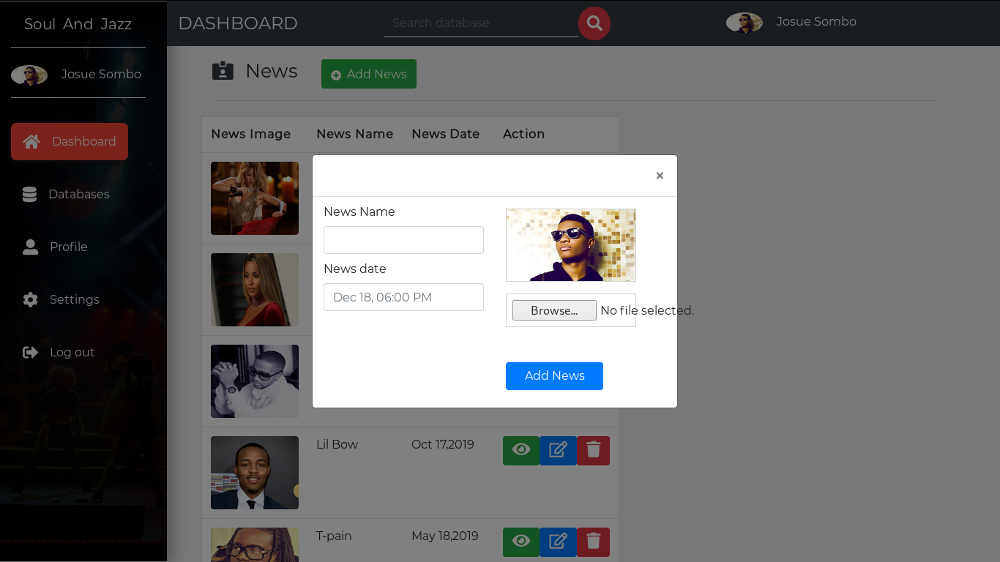 Soul And Jazz
DASHBOARD
Search database
Josue Sombo
Josue Sombo
Dashboard
Databases
Profile
Settings
Log out
News
Add News
News Image News Name News Date Action
×
News Name
News date
Dec 18, 06:00 PM
Browse... No file selected.
Add News
Lil Bow Oct 17,2019
T-pain May 18,2019